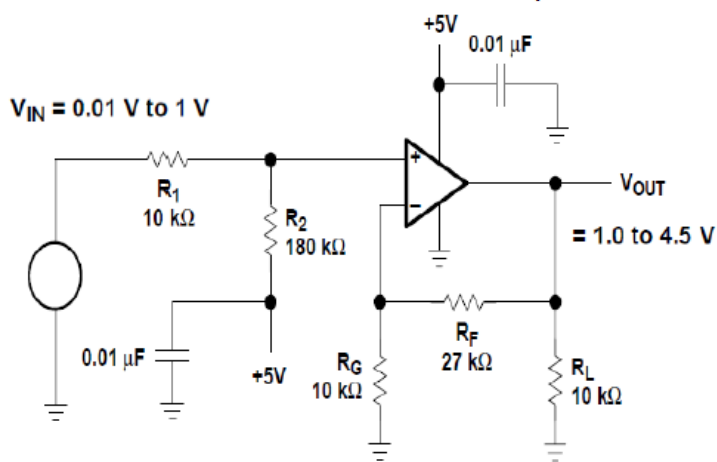 +5V
0.01 µF
V_IN = 0.01 V to 1 V
+
R_1
10 kΩ
R_2
180 kΩ
−
V_OUT
= 1.0 to 4.5 V
0.01 µF
+5V
R_G
10 kΩ
R_F
27 kΩ
R_L
10 kΩ